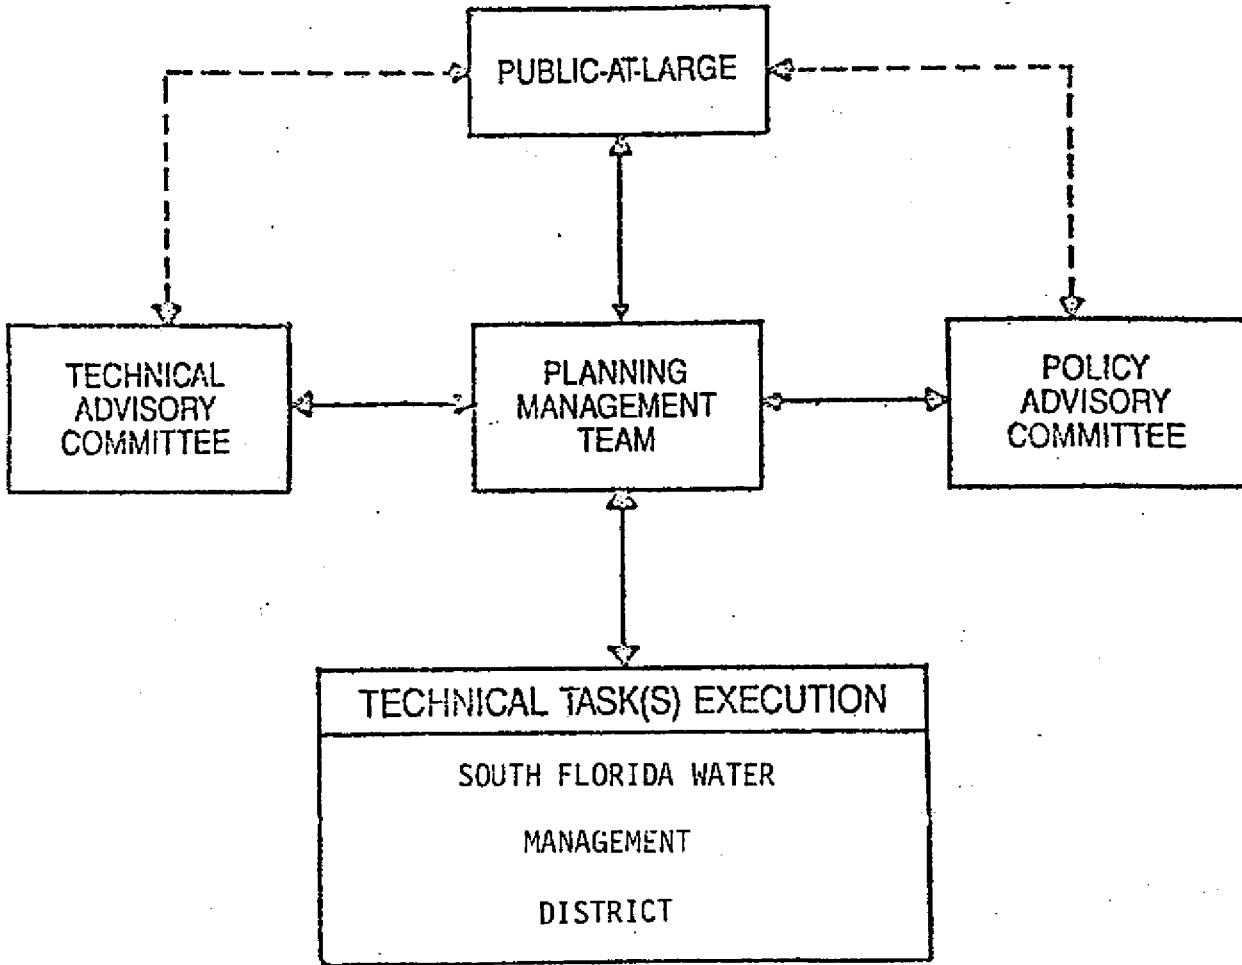 PUBLIC-AT-LARGE
TECHNICAL
ADVISORY
COMMITTEE
PLANNING
MANAGEMENT
TEAM
POLICY
ADVISORY
COMMITTEE
TECHNICAL TASK(S) EXECUTION
SOUTH FLORIDA WATER
MANAGEMENT
DISTRICT